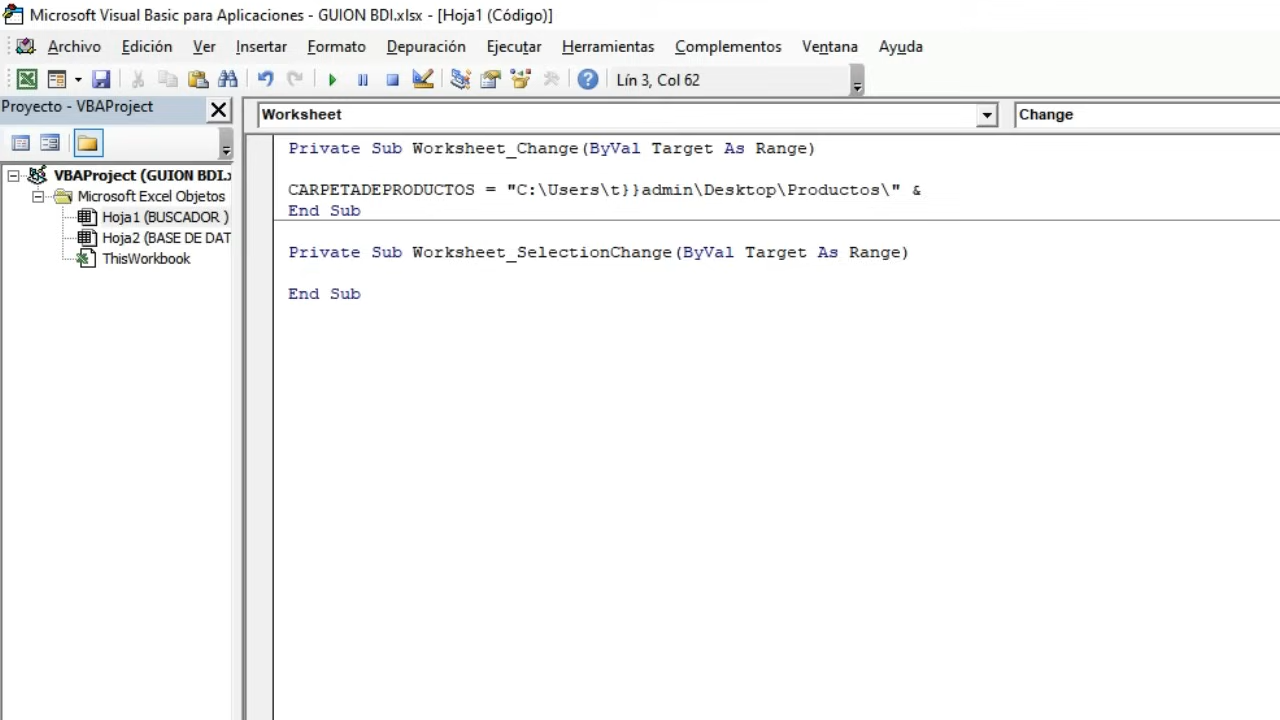 Microsoft Visual Basic para Aplicaciones - GUION BDI.xlsx - [Hoja1 (Código)]
Archivo Edición Ver Insertar Formato Depuración Ejecutar Herramientas Complementos Ventana Ayuda
Lín 3, Col 62
Proyecto - VBAProject
Worksheet
Change
VBAProject (GUION BDI.x
Microsoft Excel Objetos
Hoja1 (BUSCADOR )
Hoja2 (BASE DE DAT
ThisWorkbook
Private Sub Worksheet_Change(ByVal Target As Range)
CARPETADEPRODUCTOS = "C:\Users\t}}admin\Desktop\Productos\" &
End Sub
Private Sub Worksheet_SelectionChange(ByVal Target As Range)
End Sub